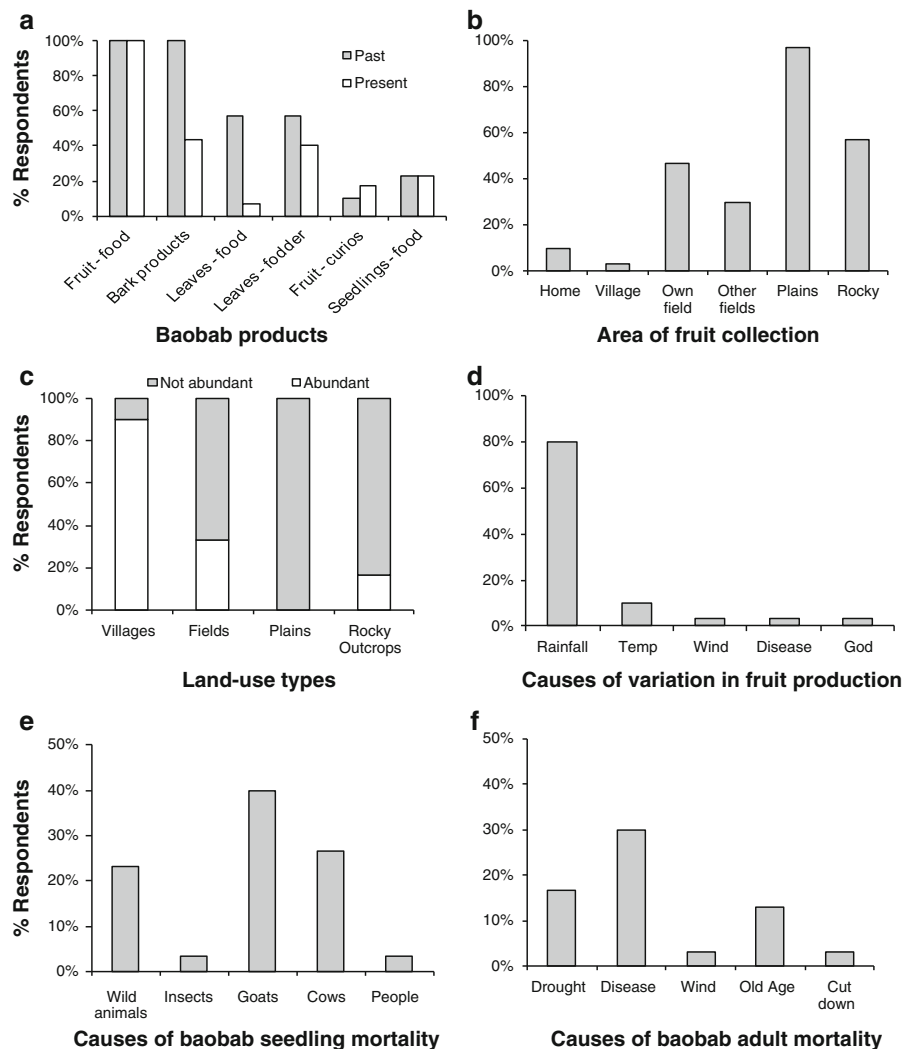 a
% Respondents
100%
80%
60%
40%
20%
0%
Past
Present
Fruit - food
Bark products
Leaves - food
Leaves - fodder
Fruit - curios
Seedlings - food
Baobab products
b
100%
80%
60%
40%
20%
0%
Home Village Own Other Plains Rocky
field fields
Area of fruit collection
c
Not abundant Abundant
% Respondents
100%
80%
60%
40%
20%
0%
Villages Fields Plains Rocky
Outcrops
Land-use types
d
100%
80%
60%
40%
20%
0%
Rainfall Temp Wind Disease God
Causes of variation in fruit production
e
% Respondents
50%
40%
30%
20%
10%
0%
Wild Insects Goats Cows People
animals
Causes of baobab seedling mortality
f
50%
40%
30%
20%
10%
0%
Drought Disease Wind Old Age Cut
down
Causes of baobab adult mortality